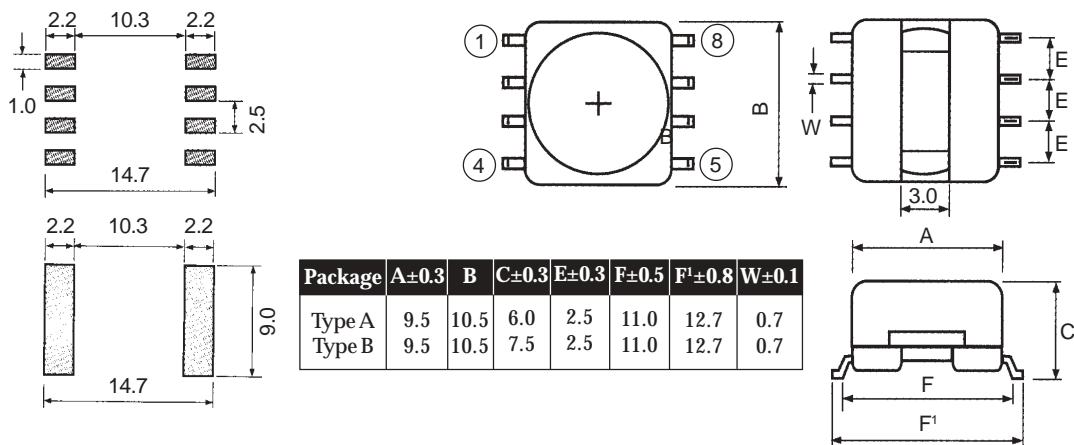 2.2 10.3 2.2
1.0
2.5
14.7
2.2 10.3 2.2
9.0
14.7
1 8
4 5
B
B
E
E
E
W
3.0
Package A±0.3 B C±0.3 E±0.3 F±0.5 F¹±0.8 W±0.1
Type A 9.5 10.5 6.0 2.5 11.0 12.7 0.7
Type B 9.5 10.5 7.5 2.5 11.0 12.7 0.7
A
C
F
F¹